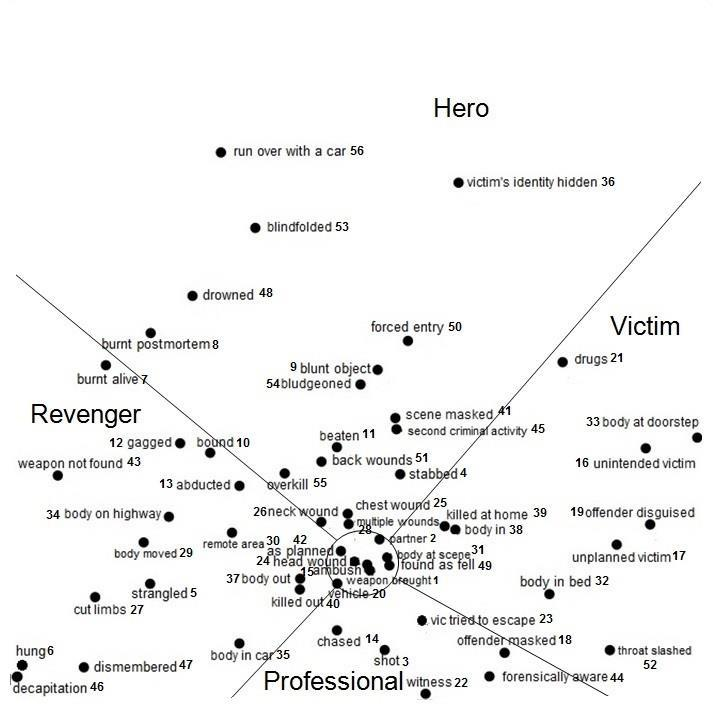 Hero
run over with a car 56
victim's identity hidden 36
blindfolded 53
drowned 48
forced entry 50
Victim
burnt postmortem 8
drugs 21
9 blunt object
burnt alive 7
54 bludgeoned
Revenger
scene masked 41
33 body at doorstep
second criminal activity 45
beaten 11
12 gagged
bound 10
back wounds 51
16 unintended victim
weapon not found 43
stabbed 4
13 abducted
overkill 55
chest wound 25
26 neck wound
34 body on highway
killed at home 39
19 offender disguised
multiple wounds
28
body in 38
partner 2
remote area 30
42
as planned
body moved 29
body at scene 31
unplanned victim 17
24 head wound
found as fell 49
15 ambush
37 body out
weapon brought 1
body in bed 32
strangled 5
vehicle 20
killed out 40
cut limbs 27
vic tried to escape 23
chased 14
offender masked 18
hung 6
body in car 35
throat slashed
52
shot 3
dismembered 47
Professional
witness 22
forensically aware 44
decapitation 46